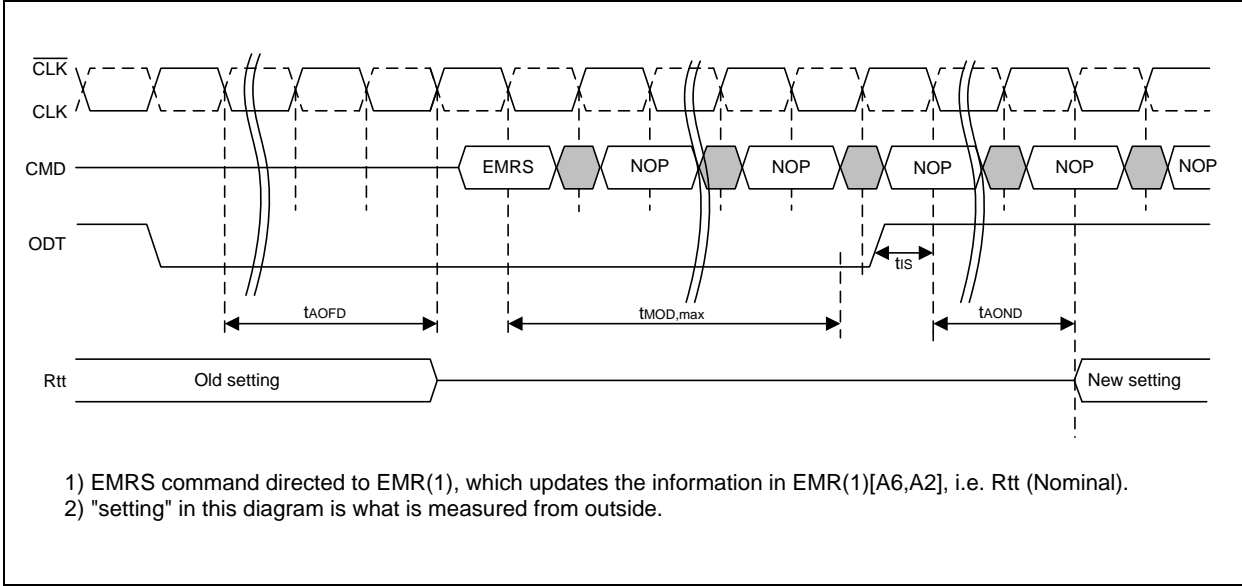 CLK
CLK
CMD
EMRS
NOP
NOP
NOP
NOP
NOP
ODT
tIS
tAOFD
tMOD,max
tAOND
Rtt
Old setting
New setting
1) EMRS command directed to EMR(1), which updates the information in EMR(1)[A6,A2], i.e. Rtt (Nominal).
2) "setting" in this diagram is what is measured from outside.